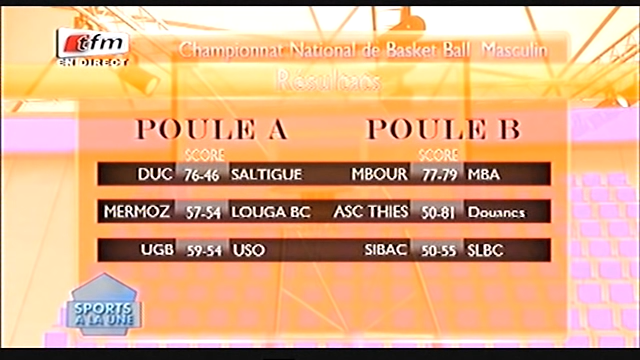 tfm
EN DIRECT
Championnat National de Basket Ball Masculin
Résultats
POULE A
SCORE
DUC 76-46 SALTIGUE
MERMOZ 57-54 LOUGA BC
UGB 59-54 USO
POULE B
SCORE
MBOUR 77-79 MBA
ASC THIES 50-81 Douanes
SIBAC 50-55 SLBC
SPORTS
A LA UNE